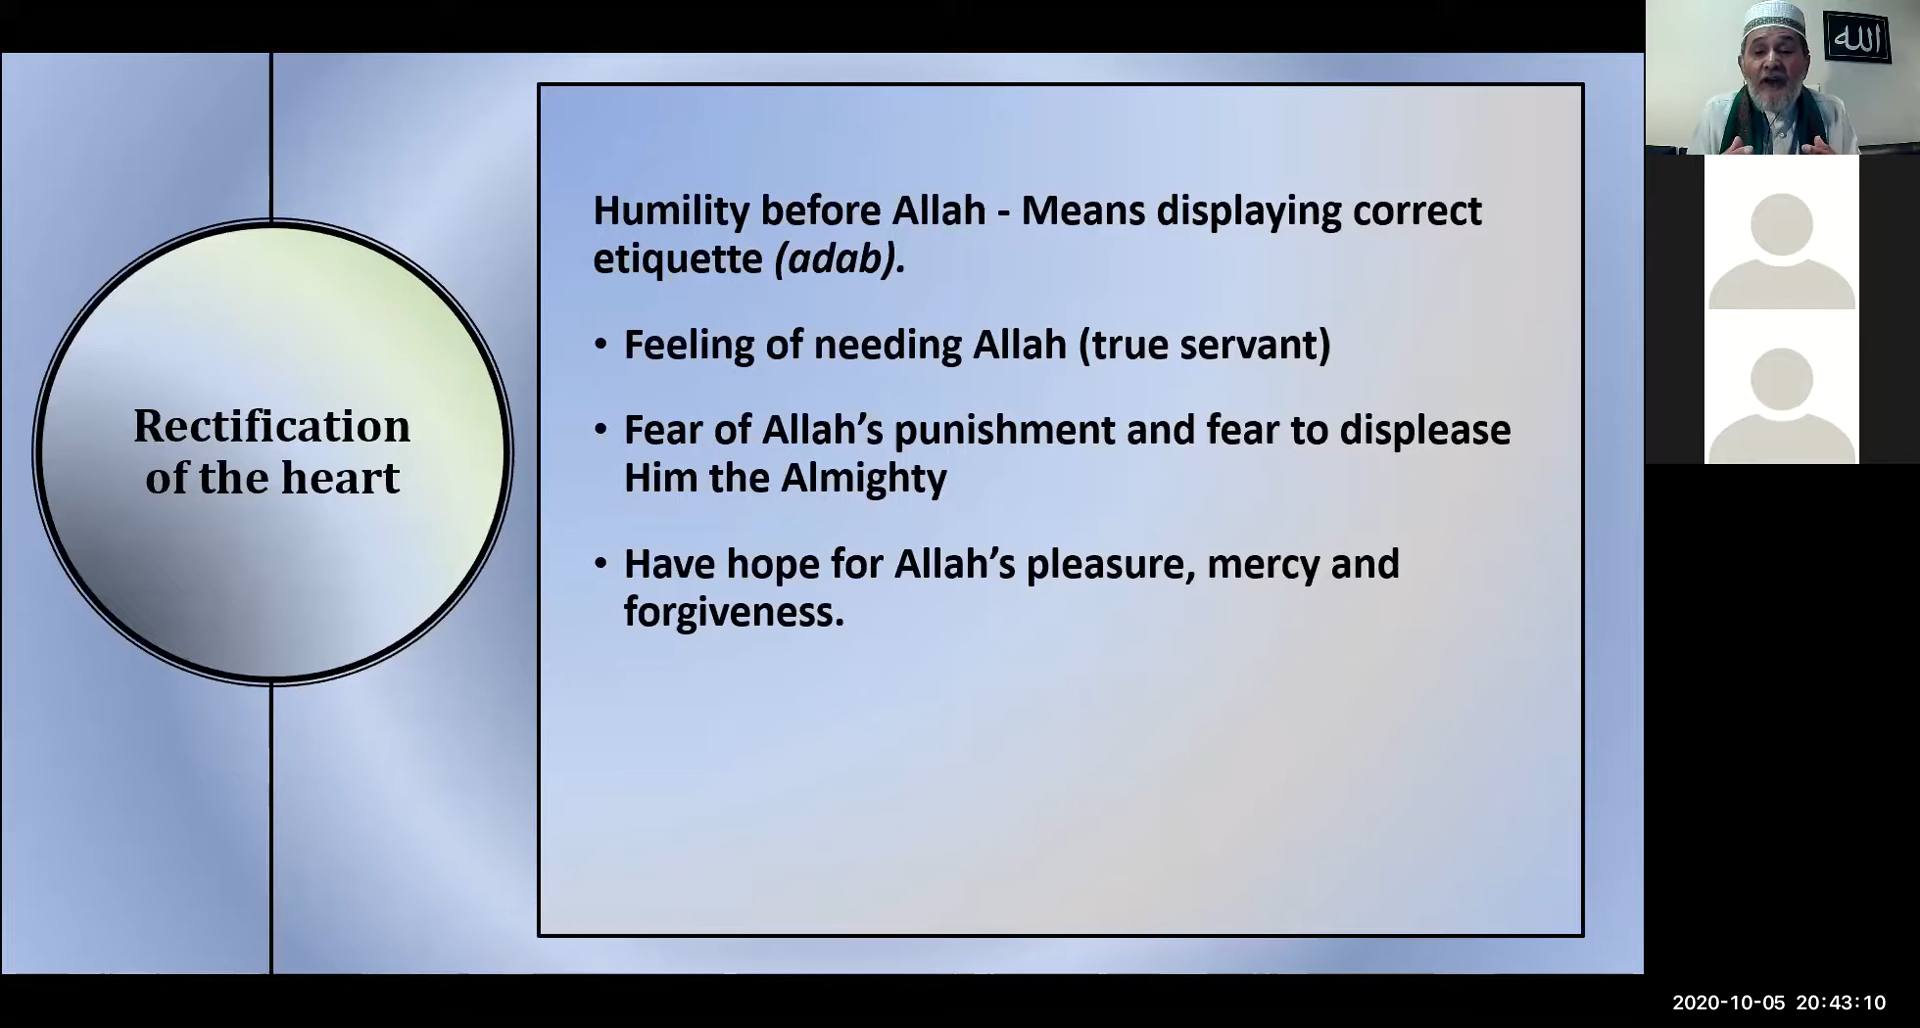 الله
Humility before Allah - Means displaying correct
etiquette (adab).
• Feeling of needing Allah (true servant)
• Fear of Allah’s punishment and fear to displease
Him the Almighty
• Have hope for Allah’s pleasure, mercy and
forgiveness.
Rectification
of the heart
2020-10-05 20:43:10